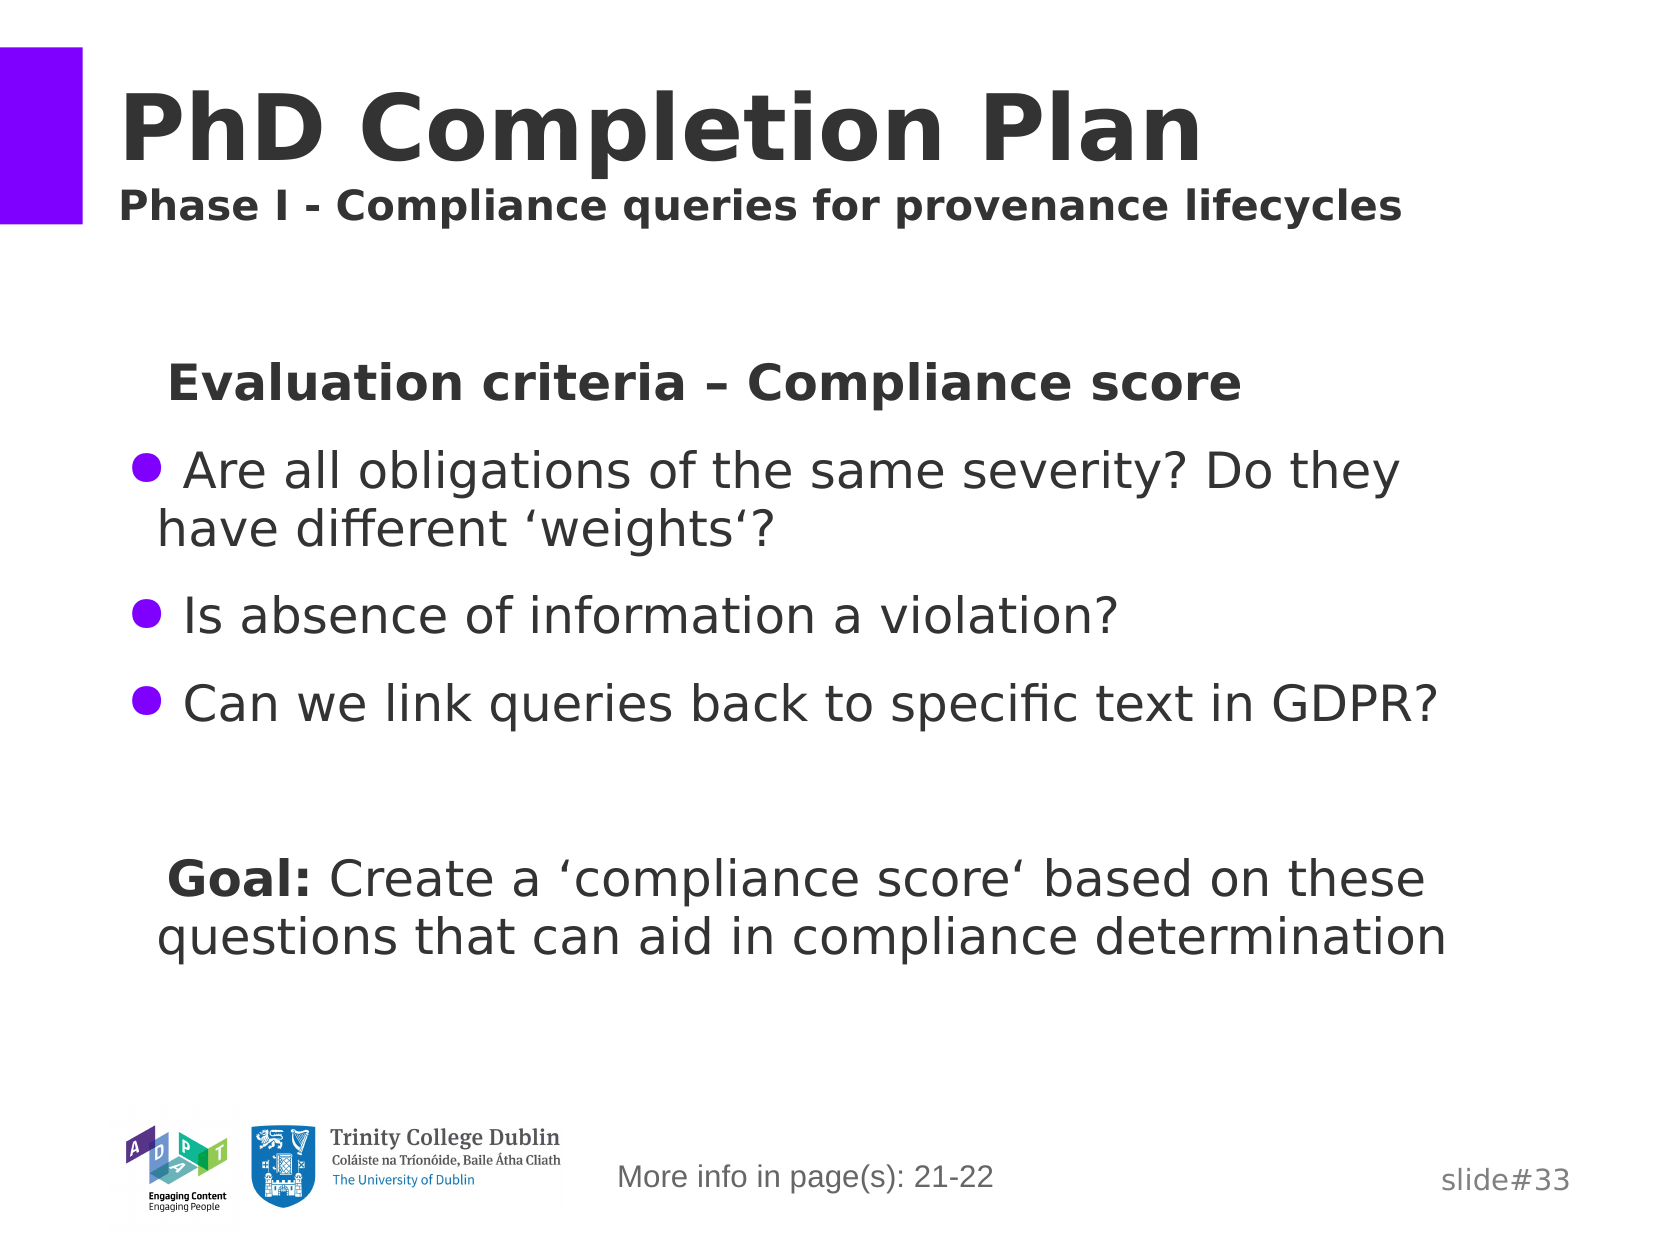 PhD Completion Plan
Phase I - Compliance queries for provenance lifecycles
Evaluation criteria – Compliance score
● Are all obligations of the same severity? Do they
have different ‘weights‘?
● Is absence of information a violation?
● Can we link queries back to specific text in GDPR?
Goal: Create a ‘compliance score‘ based on these
questions that can aid in compliance determination
A D A P T
Engaging Content
Engaging People
Trinity College Dublin
Coláiste na Tríonóide, Baile Átha Cliath
The University of Dublin
More info in page(s): 21-22
slide#33